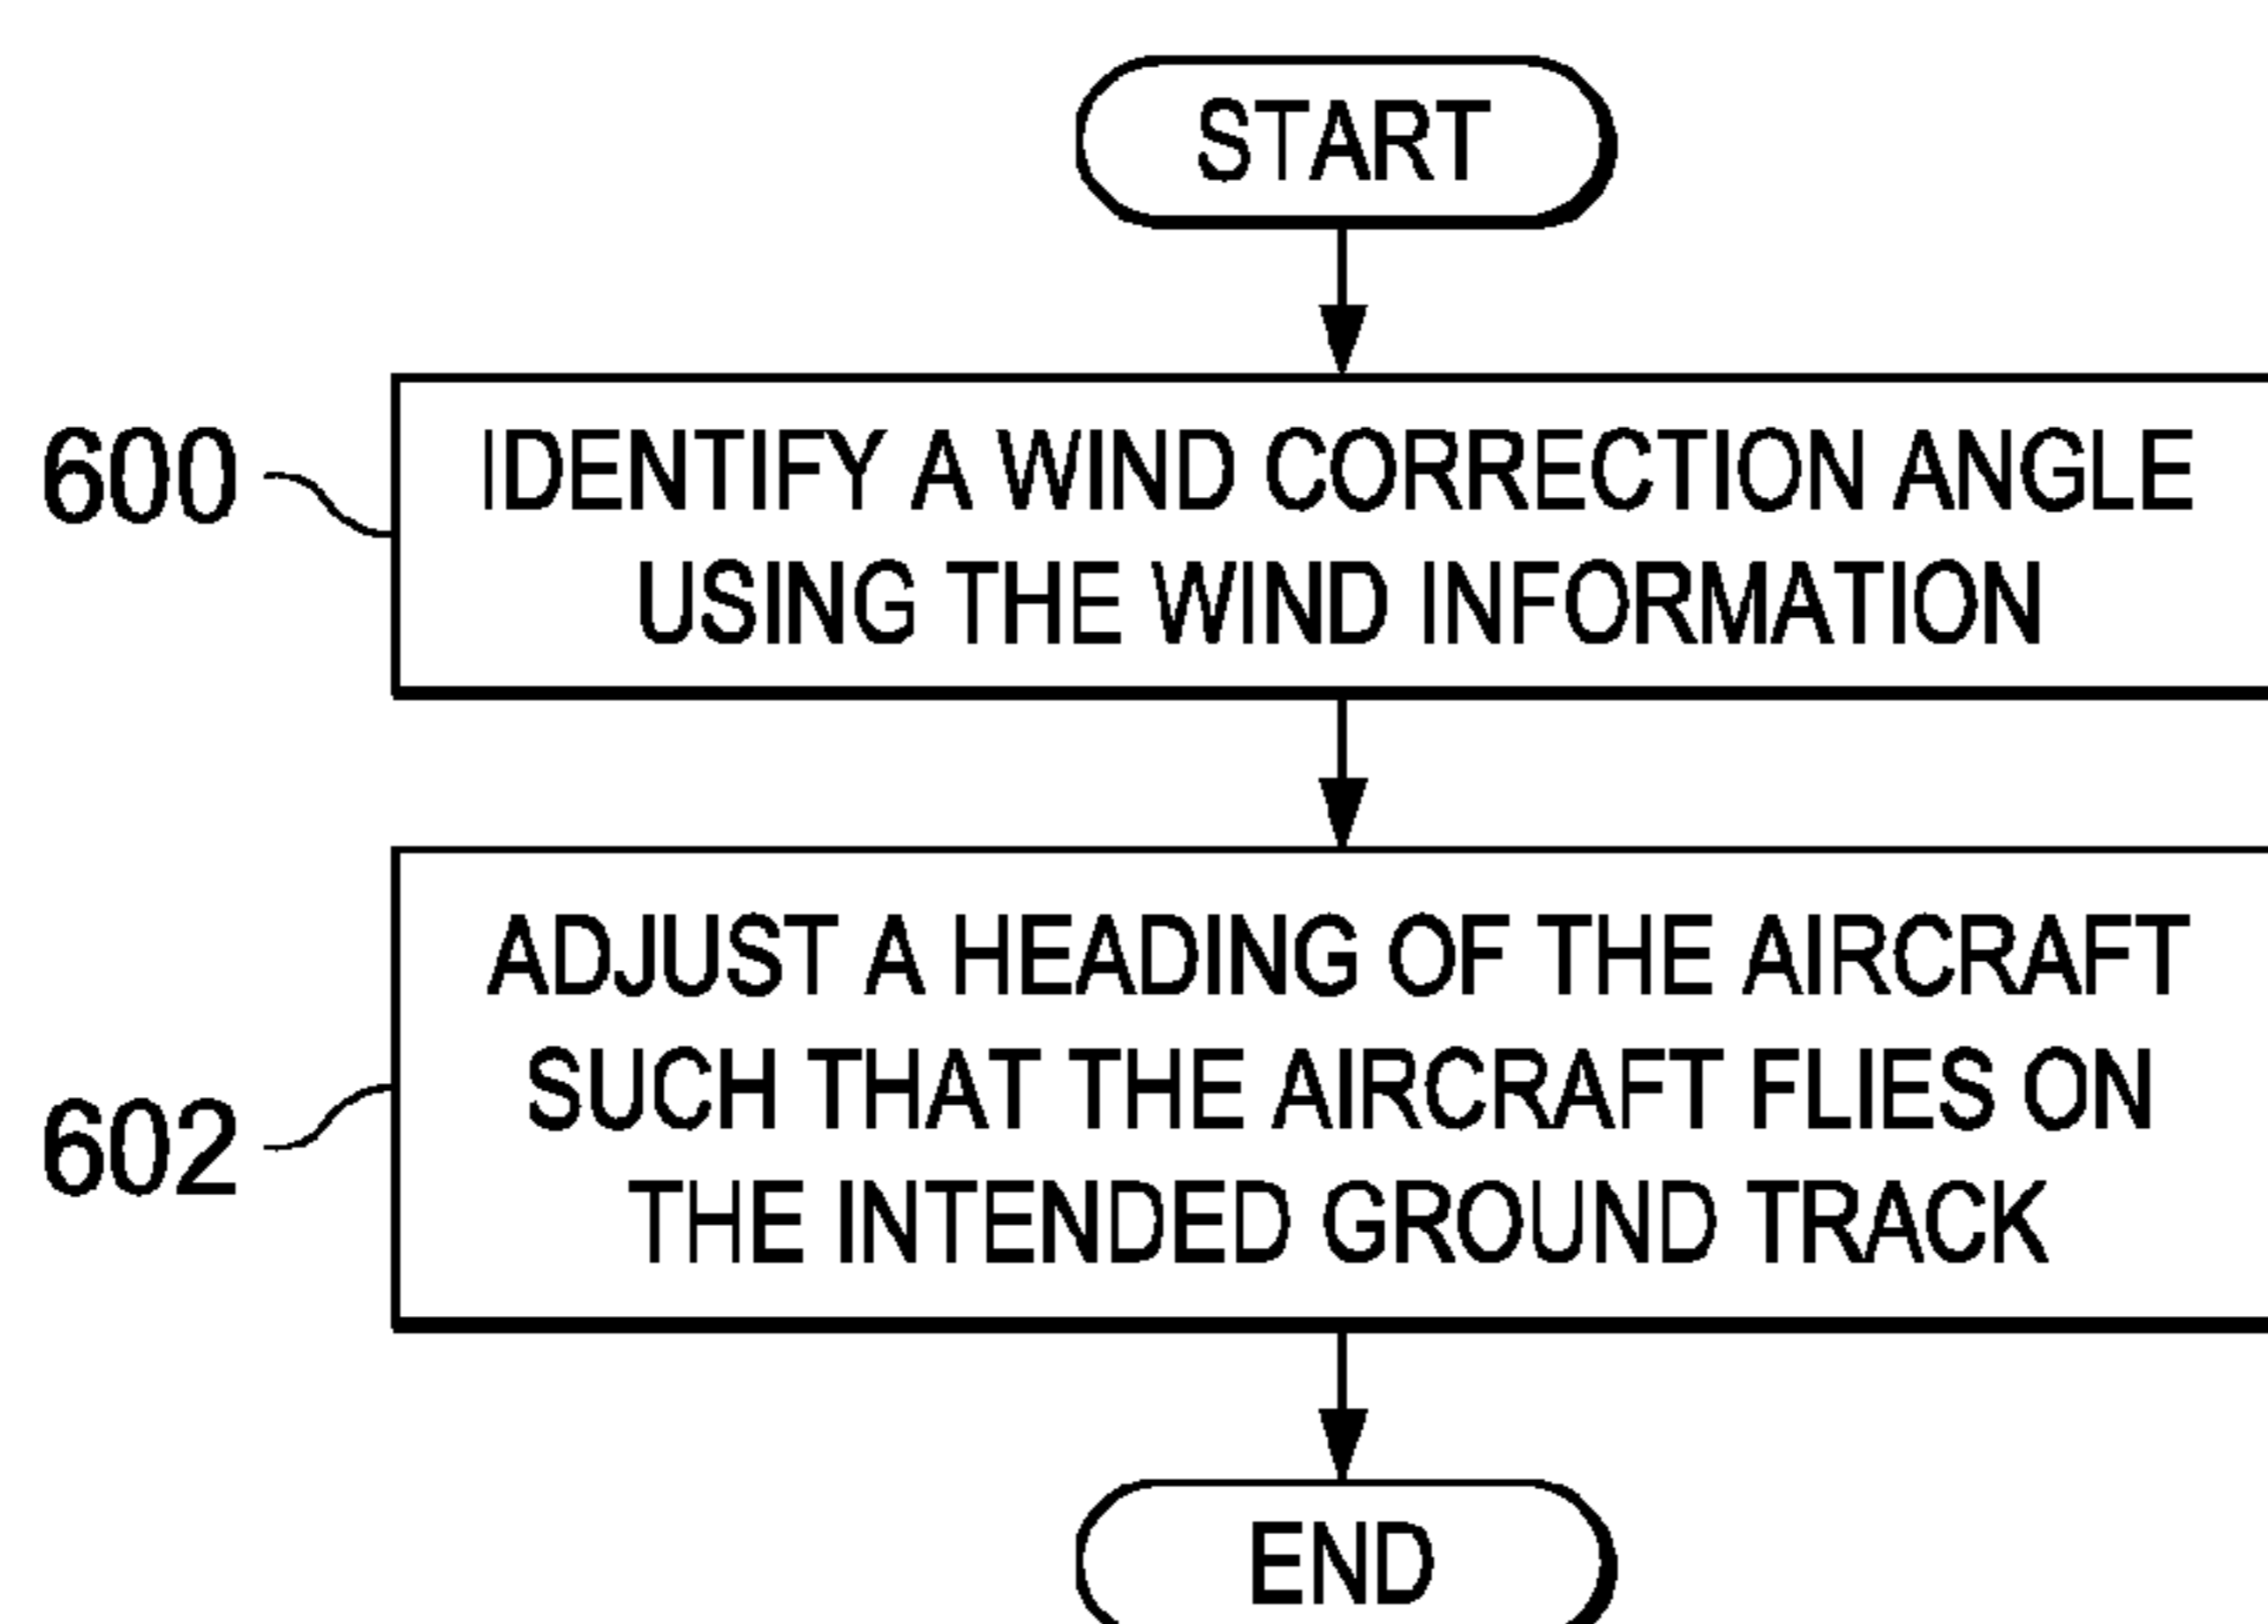 START
600
IDENTIFY A WIND CORRECTION ANGLE
USING THE WIND INFORMATION
602
ADJUST A HEADING OF THE AIRCRAFT
SUCH THAT THE AIRCRAFT FLIES ON
THE INTENDED GROUND TRACK
END